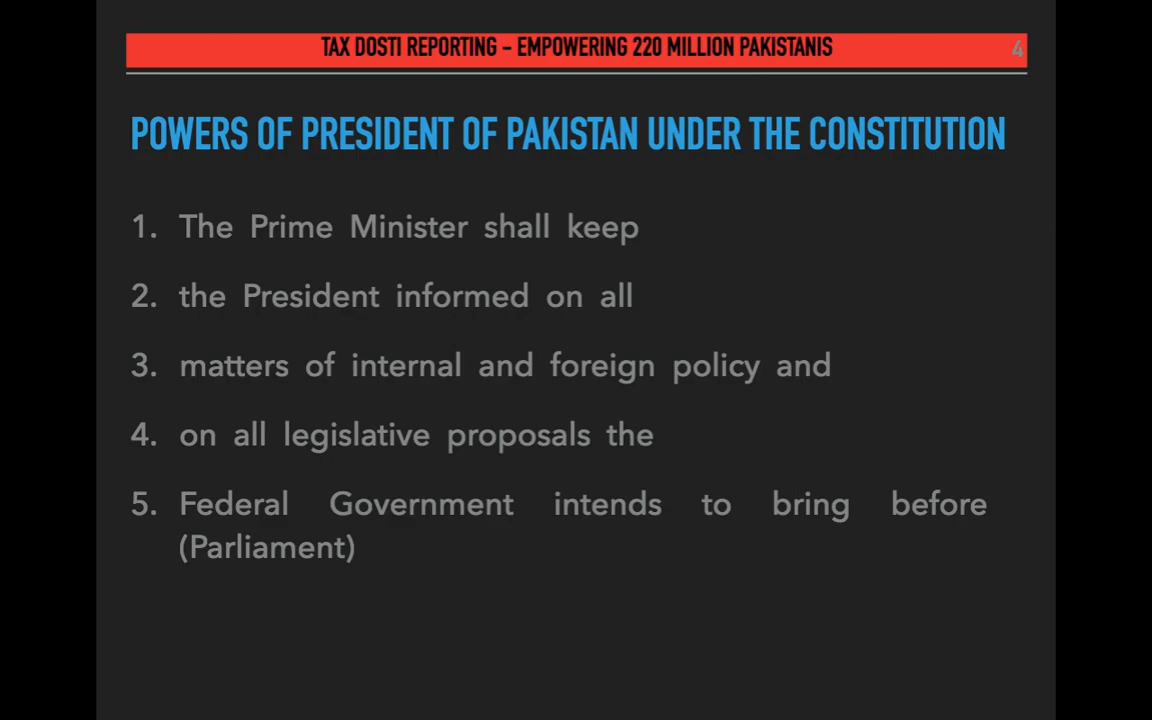 TAX DOSTI REPORTING – EMPOWERING 220 MILLION PAKISTANIS 4
POWERS OF PRESIDENT OF PAKISTAN UNDER THE CONSTITUTION
1. The Prime Minister shall keep
2. the President informed on all
3. matters of internal and foreign policy and
4. on all legislative proposals the
5. Federal Government intends to bring before
(Parliament)